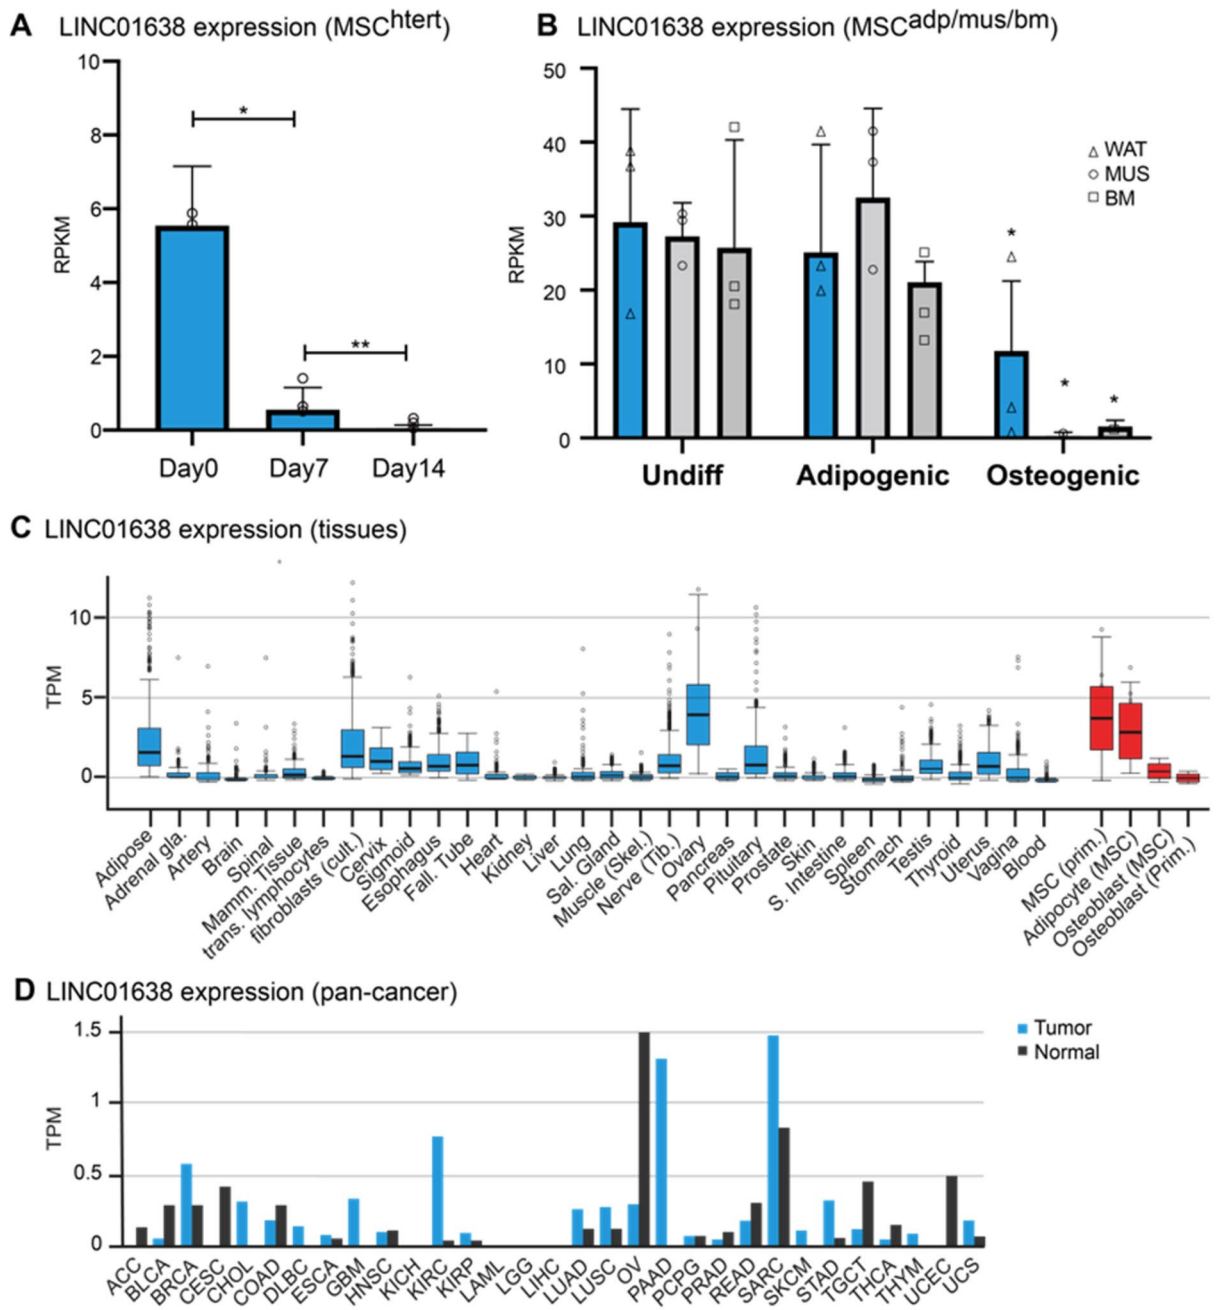 A LINC01638 expression (MSChtert)
B LINC01638 expression (MSCadp/mus/bm)
RPKM
10
8
6
4
2
0
*
**
Day0 Day7 Day14
RPKM
50
40
30
20
10
0
WAT
MUS
BM
*
*
*
Undiff Adipogenic Osteogenic
C LINC01638 expression (tissues)
TPM
10
5
0
Adipose
Adrenal gla.
Artery
Brain
Spinal
Mamm. Tissue
trans. lymphocytes
fibroblasts (cult.)
Cervix
Sigmoid
Esophagus
Fall. Tube
Heart
Kidney
Liver
Lung
Sal. Gland
Muscle (Skel.)
Nerve (Tib.)
Ovary
Pancreas
Pituitary
Prostate
Skin
S. Intestine
Spleen
Stomach
Testis
Thyroid
Uterus
Vagina
Blood
MSC (prim.)
Adipocyte (MSC)
Osteoblast (MSC)
Osteoblast (Prim.)
D LINC01638 expression (pan-cancer)
TPM
1.5
1
0.5
0
Tumor
Normal
ACC
BLCA
BRCA
CESC
CHOL
COAD
DLBC
ESCA
GBM
HNSC
KICH
KIRC
KIRP
LAML
LGG
LIHC
LUAD
LUSC
OV
PAAD
PCPG
PRAD
READ
SARC
SKCM
STAD
TGCT
THCA
THYM
UCEC
UCS